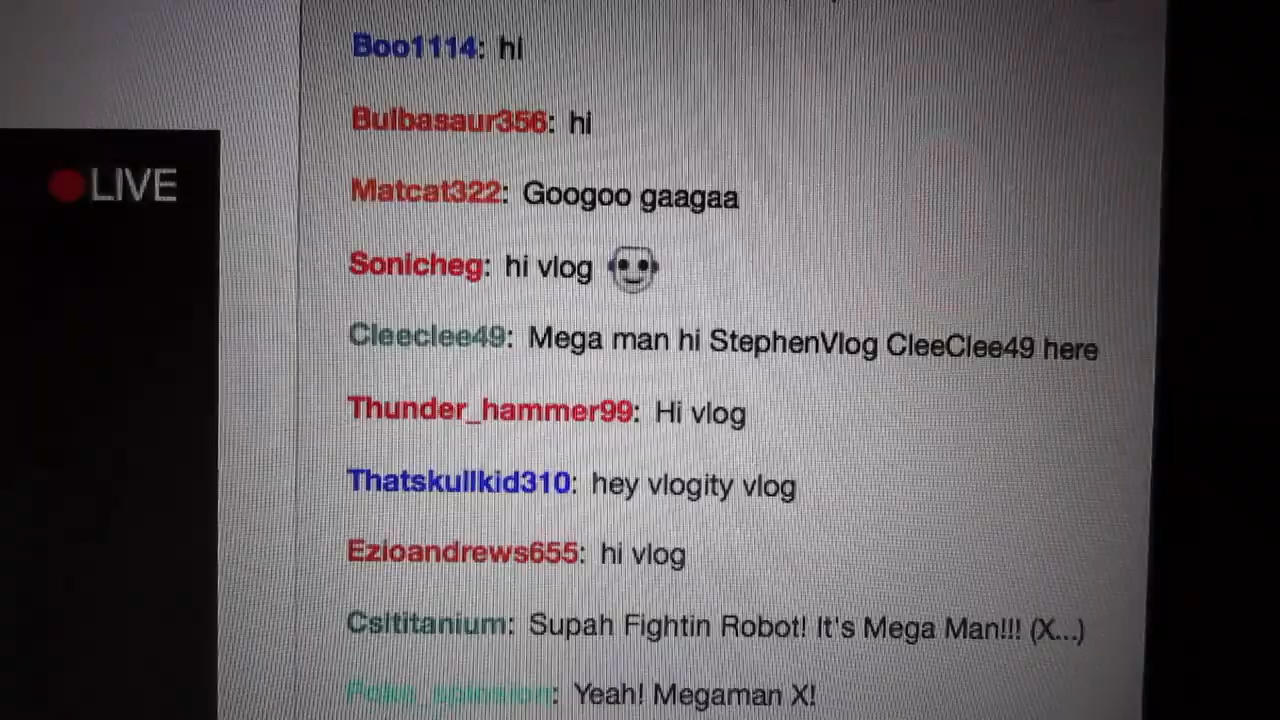 Boo1114: hi
Bulbasaur356: hi
LIVE
Matcat322: Googoo gaagaa
Sonicheg: hi vlog
Cleeclee49: Mega man hi StephenVlog CleeClee49 here
Thunder_hammer99: Hi vlog
Thatskullkid310: hey vlogity vlog
Ezioandrews655: hi vlog
Csltitanium: Supah Fightin Robot! It's Mega Man!!! (X...)
: Yeah! Megaman X!